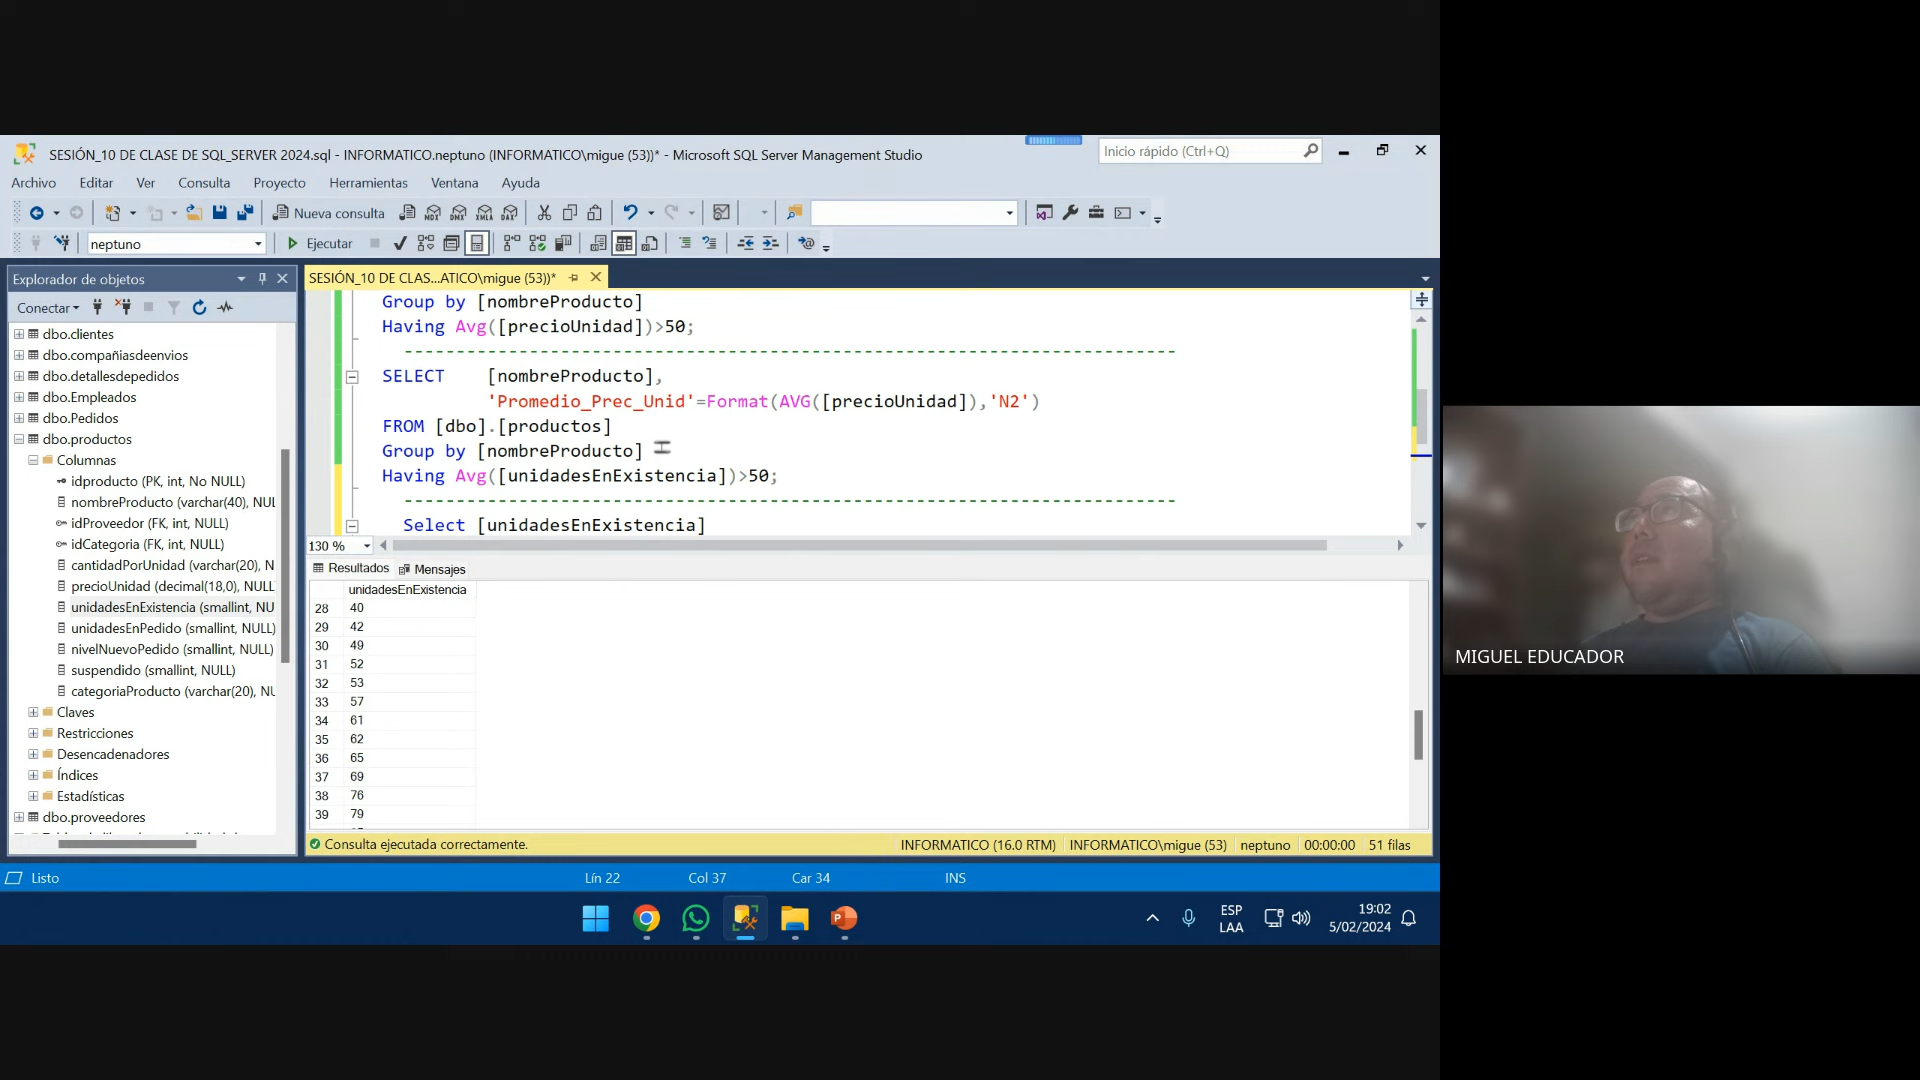 SESIÓN_10 DE CLASE DE SQL_SERVER 2024.sql - INFORMATICO.neptuno (INFORMATICO\migue (53))* - Microsoft SQL Server Management Studio
Inicio rápido (Ctrl+Q)
Archivo Editar Ver Consulta Proyecto Herramientas Ventana Ayuda
Nueva consulta MDX DMX XMLA DAX
neptuno Ejecutar
Explorador de objetos
SESIÓN_10 DE CLAS...ATICO\migue (53))*
Conectar
dbo.clientes
dbo.compañiasdeenvios
dbo.detallesdepedidos
dbo.Empleados
dbo.Pedidos
dbo.productos
Columnas
idproducto (PK, int, No NULL)
nombreProducto (varchar(40), NUL
idProveedor (FK, int, NULL)
idCategoria (FK, int, NULL)
cantidadPorUnidad (varchar(20), N
precioUnidad (decimal(18,0), NULL
unidadesEnExistencia (smallint, NU
unidadesEnPedido (smallint, NULL)
nivelNuevoPedido (smallint, NULL)
suspendido (smallint, NULL)
categoriaProducto (varchar(20), NU
Claves
Restricciones
Desencadenadores
Índices
Estadísticas
dbo.proveedores
Group by [nombreProducto]
Having Avg([precioUnidad])>50;
--------------------------------------------------------------------------
SELECT [nombreProducto],
'Promedio_Prec_Unid'=Format(AVG([precioUnidad]),'N2')
FROM [dbo].[productos]
Group by [nombreProducto]
Having Avg([unidadesEnExistencia])>50;
--------------------------------------------------------------------------
Select [unidadesEnExistencia]
130 %
Resultados Mensajes
unidadesEnExistencia
28 40
29 42
30 49
31 52
32 53
33 57
34 61
35 62
36 65
37 69
38 76
39 79
Consulta ejecutada correctamente. INFORMATICO (16.0 RTM) INFORMATICO\migue (53) neptuno 00:00:00 51 filas
Listo Lín 22 Col 37 Car 34 INS
ESP
LAA
19:02
5/02/2024
MIGUEL EDUCADOR